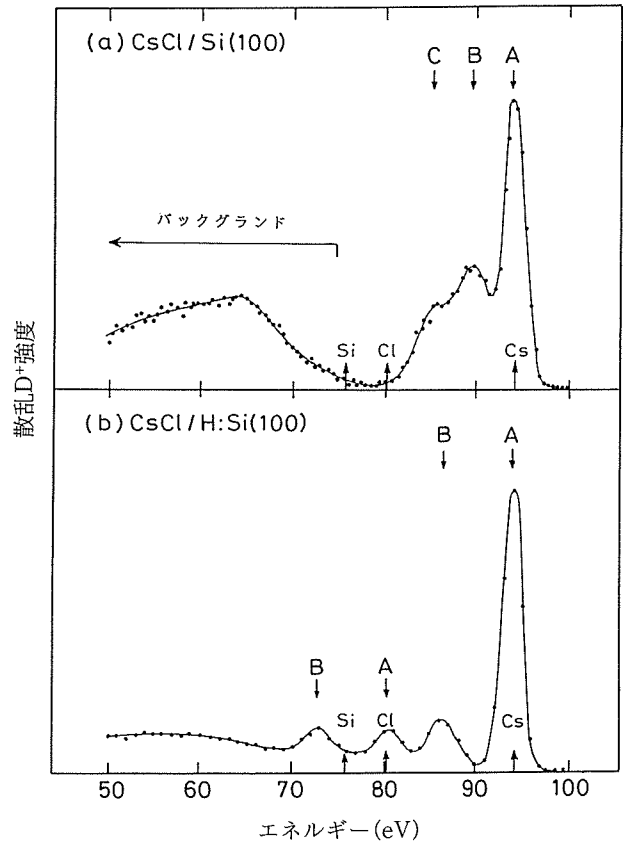 (a) CsCl/Si(100)
C B A
バックグランド
Si Cl Cs
(b) CsCl/H:Si(100)
B A
B A
Si Cl Cs
50 60 70 80 90 100
エネルギー(eV)
散乱D⁺強度